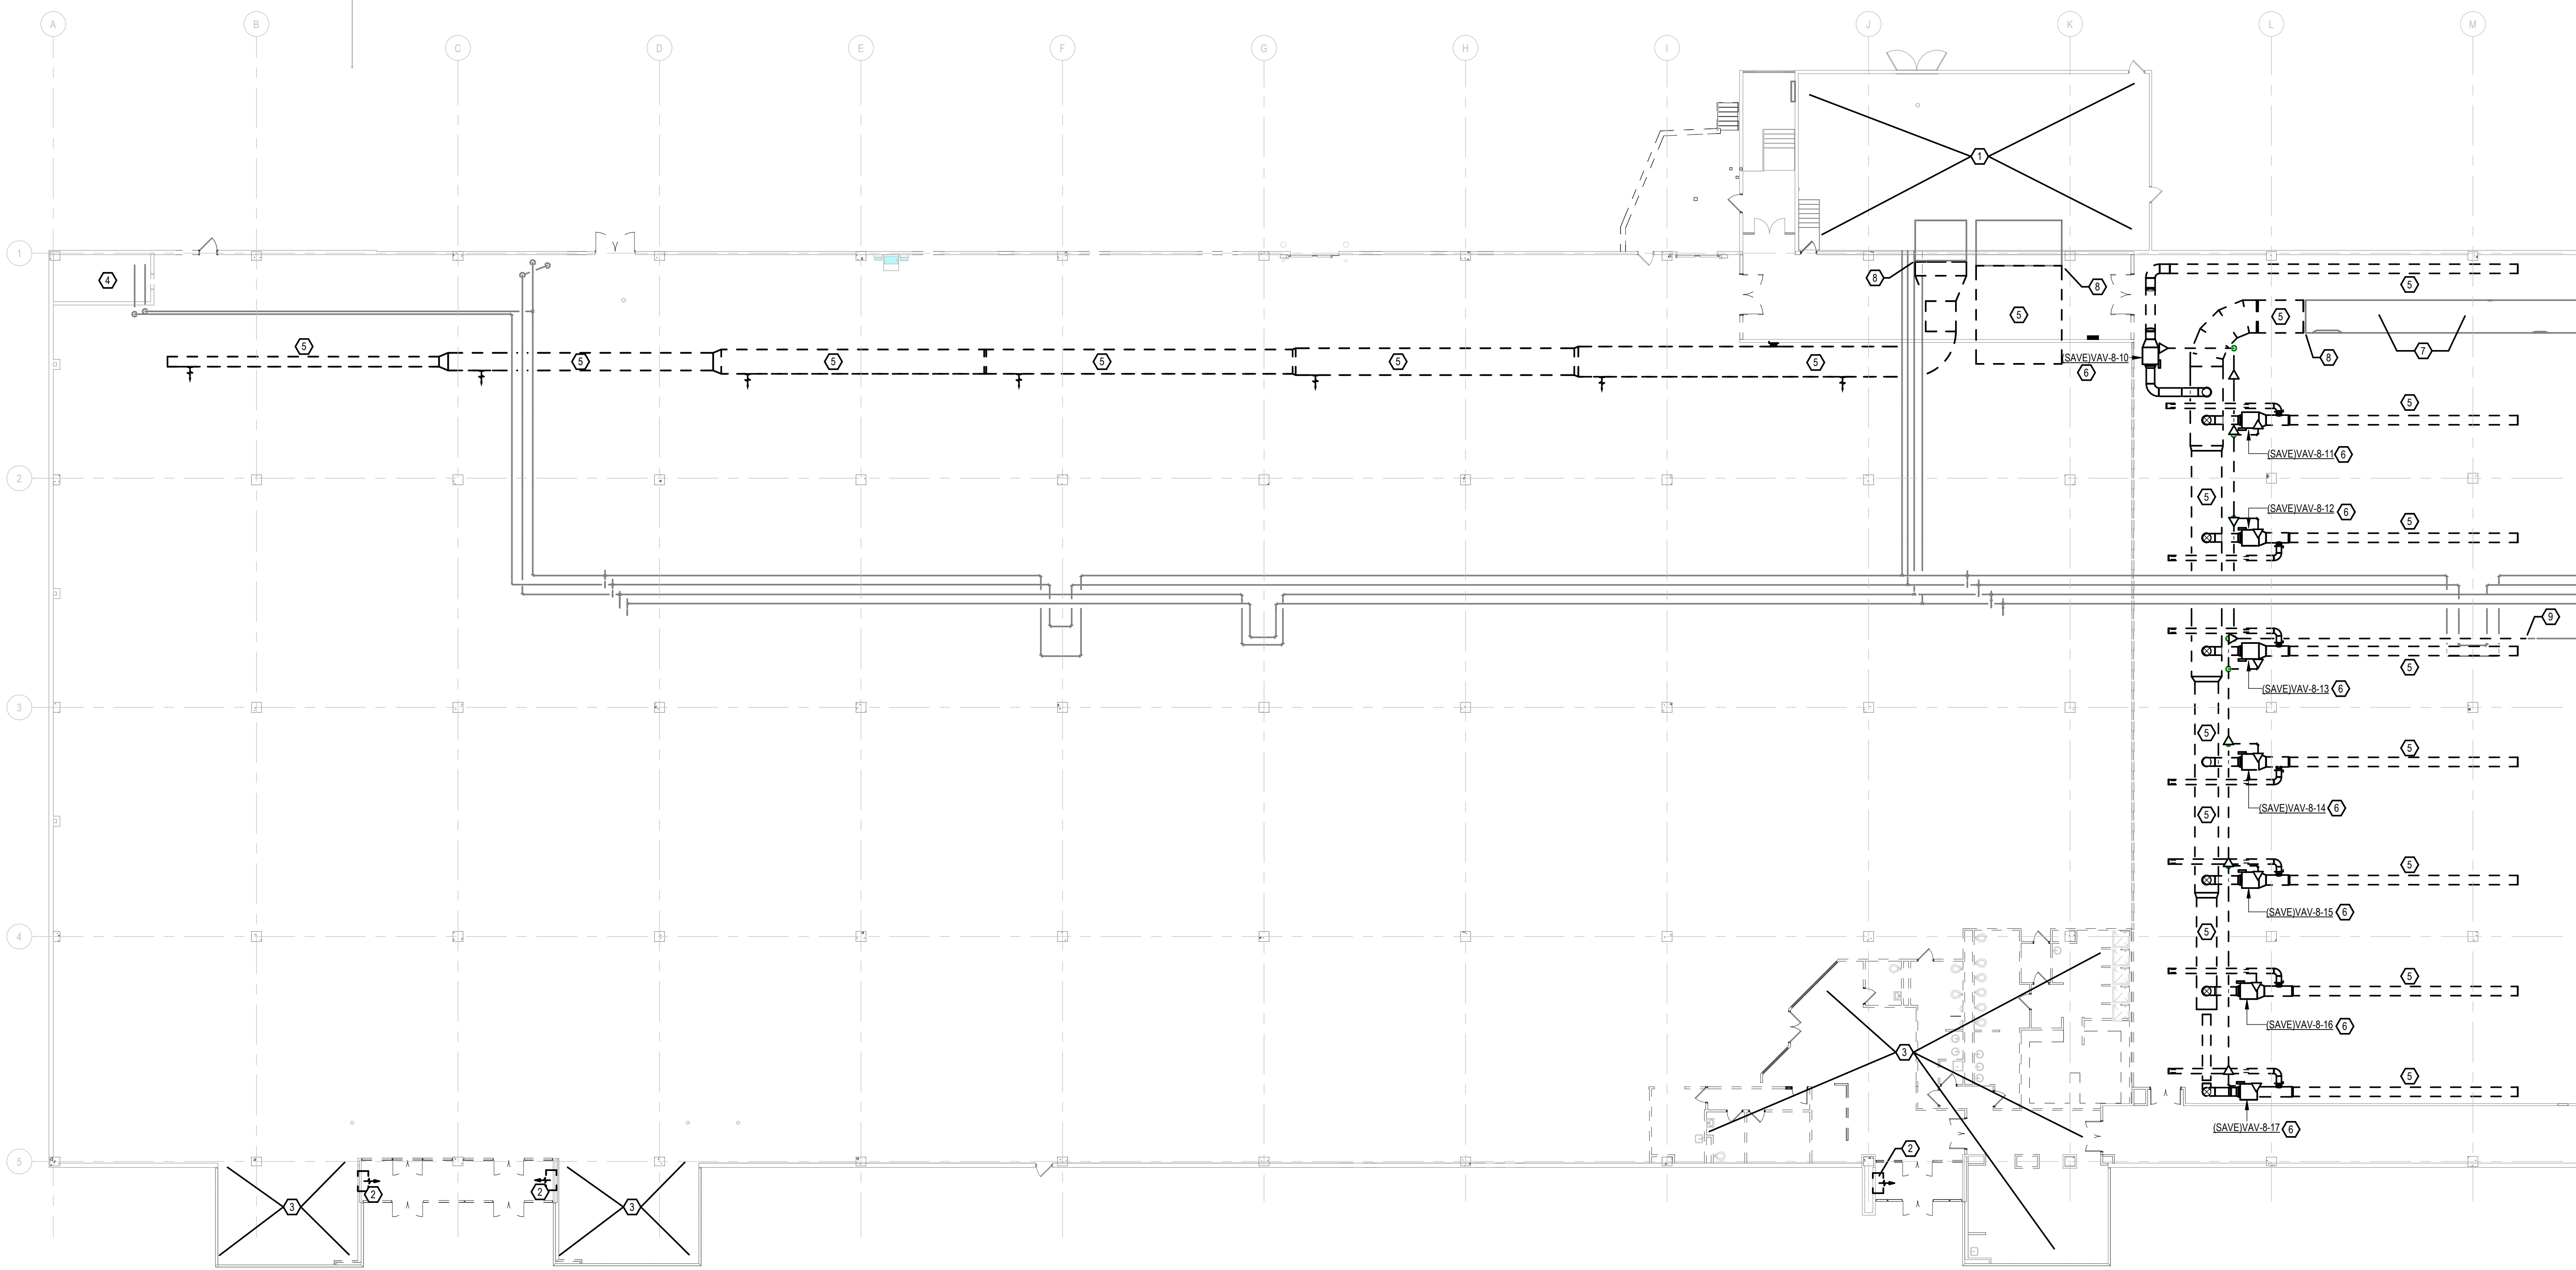 A
B
C
D
E
F
G
H
I
J
K
L
M
1
1
4
8
8
5
5
5
5
7
8
5
5
5
5
5
5
(SAVE)VAV-8-10
6
5
(SAVE)VAV-8-11 6
2
5
(SAVE)VAV-8-12 6
5
9
5
(SAVE)VAV-8-13 6
3
5
5
(SAVE)VAV-8-14 6
5
5
(SAVE)VAV-8-15 6
4
5
5
(SAVE)VAV-8-16 6
3
5
(SAVE)VAV-8-17 6
2
5
2
2
3
3